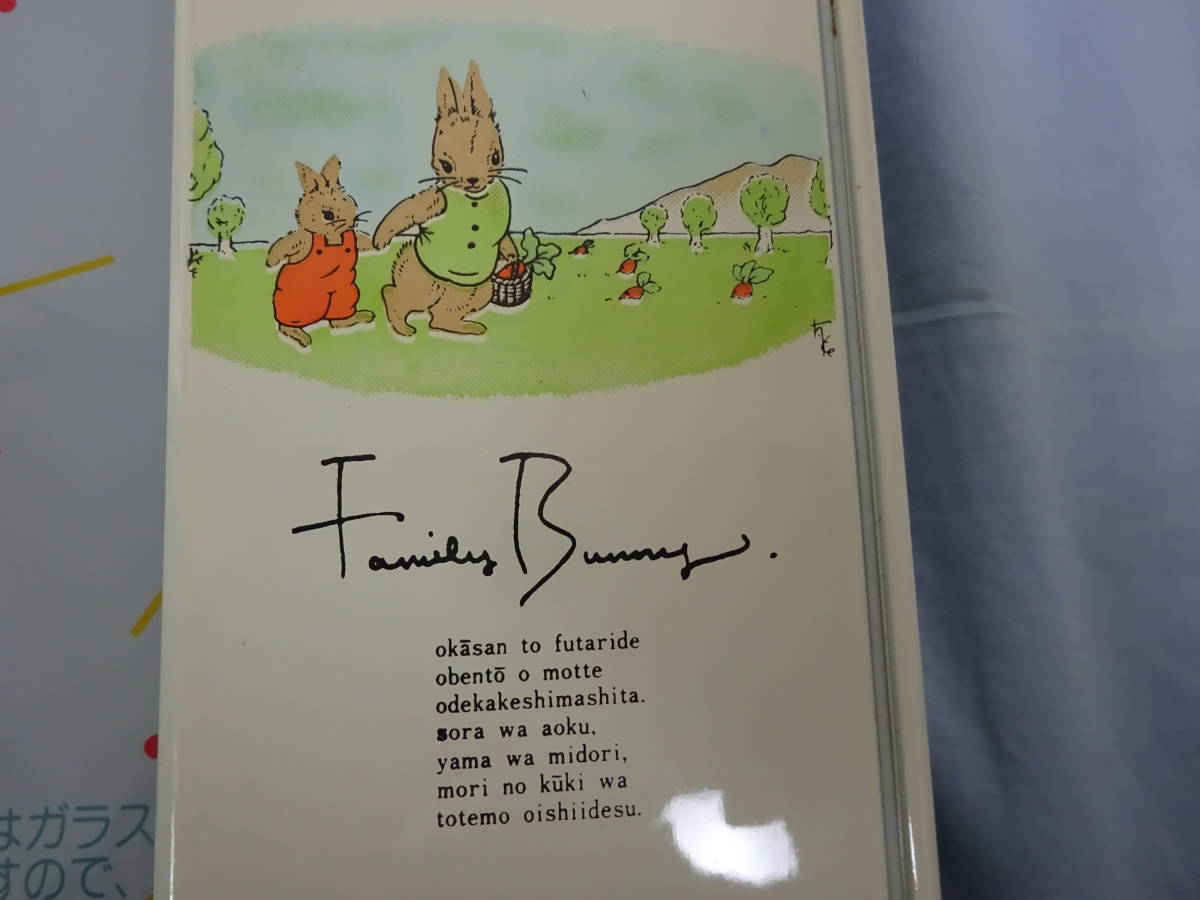 Family Bunny.
okāsan to futaride
obentō o motte
odekakeshimashita.
sora wa aoku,
yama wa midori,
mori no kūki wa
totemo oishiidesu.
はガラス
すので、